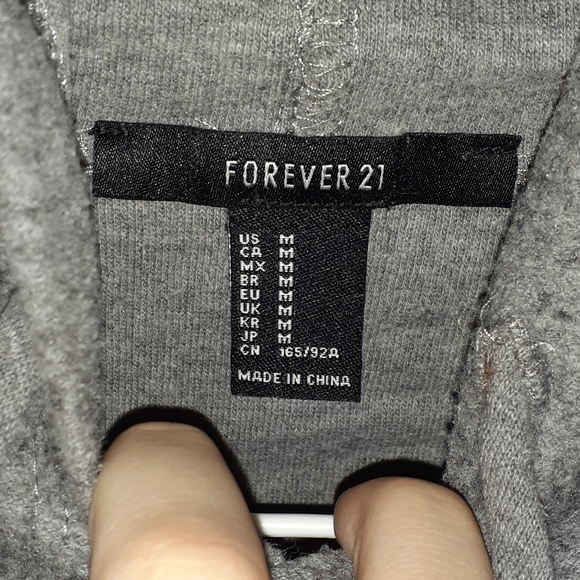 FOREVER 21
US M
CA M
MX M
BR M
EU M
UK M
KR M
JP M
CN 165/92A
MADE IN CHINA